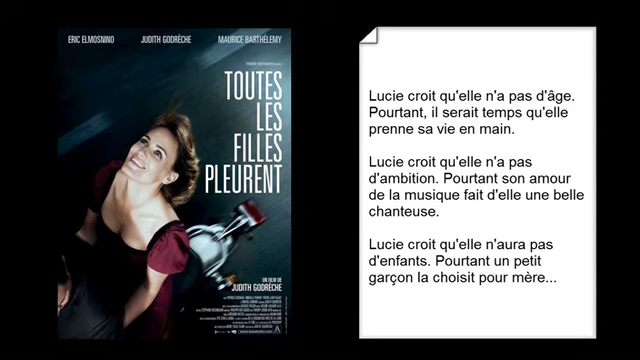 ERIC ELMOSNINO JUDITH GODRÈCHE MAURICE BARTHÉLEMY
TOUTES
LES
FILLES
PLEURENT
UN FILM DE
JUDITH GODRÈCHE
Lucie croit qu'elle n'a pas d'âge.
Pourtant, il serait temps qu'elle
prenne sa vie en main.
Lucie croit qu'elle n'a pas
d'ambition. Pourtant son amour
de la musique fait d'elle une belle
chanteuse.
Lucie croit qu'elle n'aura pas
d'enfants. Pourtant un petit
garçon la choisit pour mère...